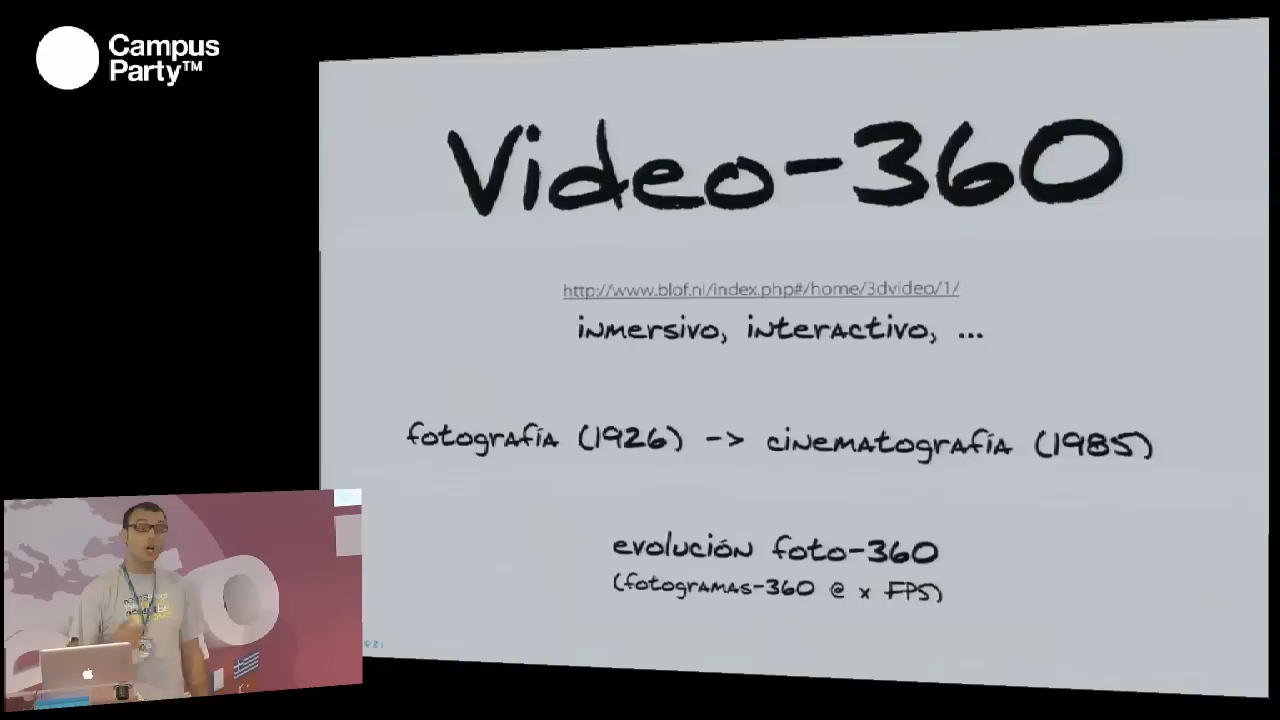 Campus
Party™
Video-360
http://www.blof.nl/index.php#/home/3dvideo/1/
inmersivo, interactivo, ...
fotografía (1926) -> cinematografía (1985)
evolución foto-360
(fotogramas-360 @ x FPS)